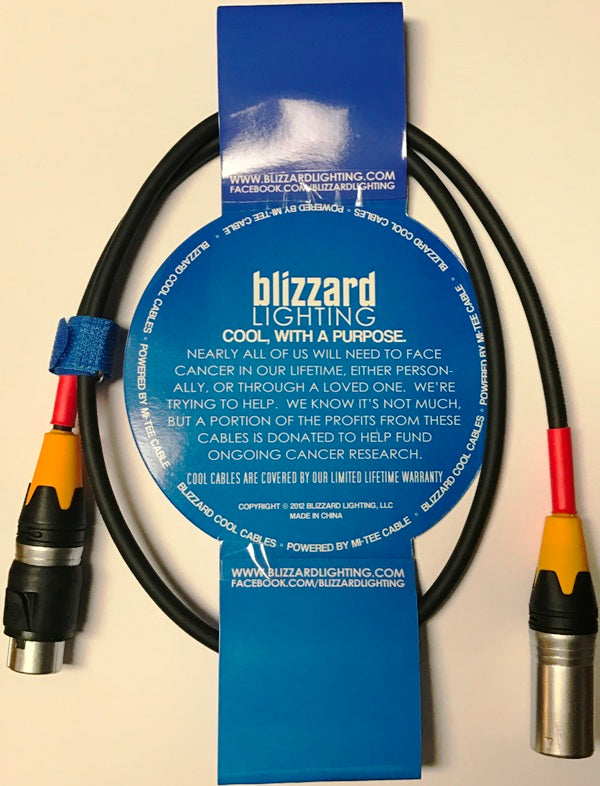 WWW.BLIZZARDLIGHTING.COM
FACEBOOK.COM/BLIZZARDLIGHTING
BLIZZARD COOL CABLES • POWERED BY MI-TEE CABLE • BLIZZARD COOL CABLES • POWERED BY MI-TEE CABLE • BLIZZARD COOL CABLES • POWERED BY MI-TEE CABLE • BLIZZARD COOL CABLES • POWERED BY MI-TEE CABLE
blizzard
LIGHTING
COOL, WITH A PURPOSE.
NEARLY ALL OF US WILL NEED TO FACE
CANCER IN OUR LIFETIME, EITHER PERSON-
ALLY, OR THROUGH A LOVED ONE. WE'RE
TRYING TO HELP. WE KNOW IT'S NOT MUCH,
BUT A PORTION OF THE PROFITS FROM THESE
CABLES IS DONATED TO HELP FUND
ONGOING CANCER RESEARCH.
COOL CABLES ARE COVERED BY OUR LIMITED LIFETIME WARRANTY
COPYRIGHT © 2012 BLIZZARD LIGHTING, LLC
MADE IN CHINA
WWW.BLIZZARDLIGHTING.COM
FACEBOOK.COM/BLIZZARDLIGHTING